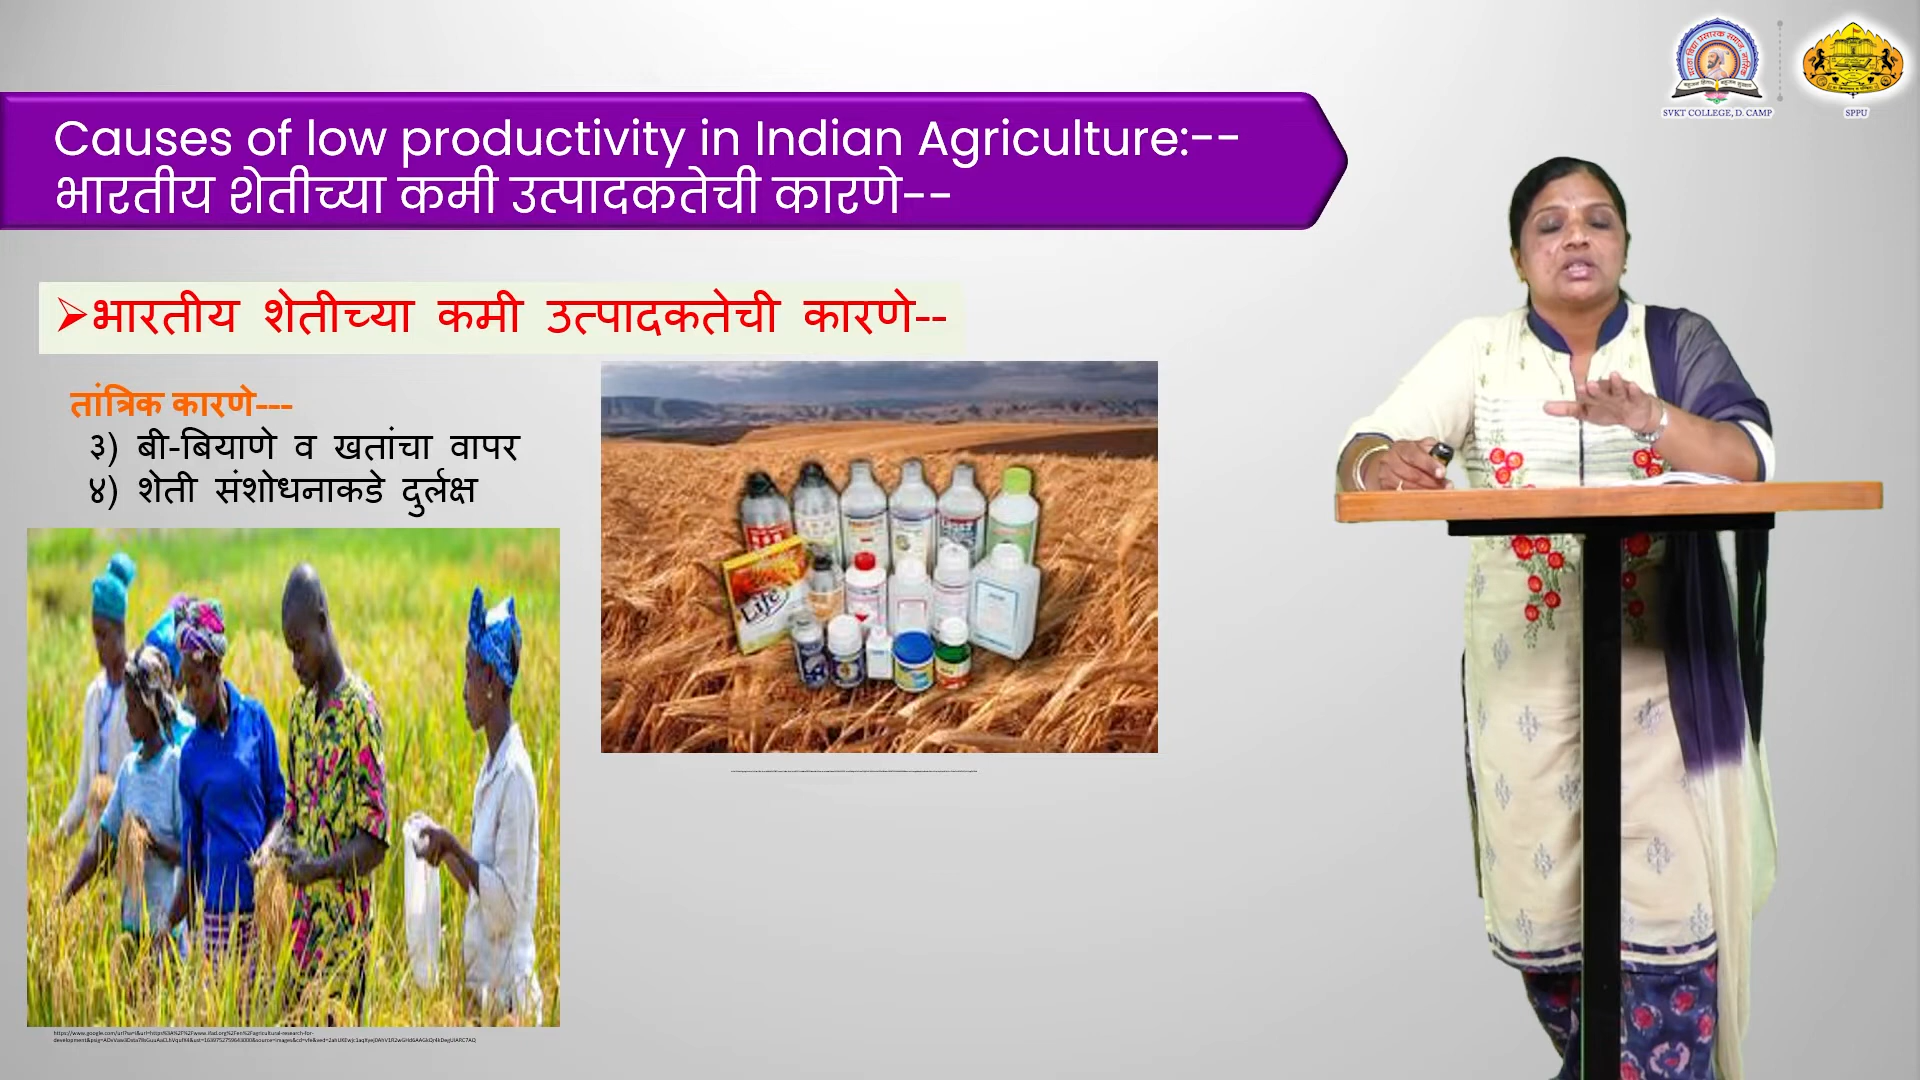 SVKT COLLEGE, D. CAMP
SPPU
Causes of low productivity in Indian Agriculture:--
भारतीय शेतीच्या कमी उत्पादकतेची कारणे--
➢भारतीय शेतीच्या कमी उत्पादकतेची कारणे--
तांत्रिक कारणे---
३) बी-बियाणे व खतांचा वापर
४) शेती संशोधनाकडे दुर्लक्ष
Life